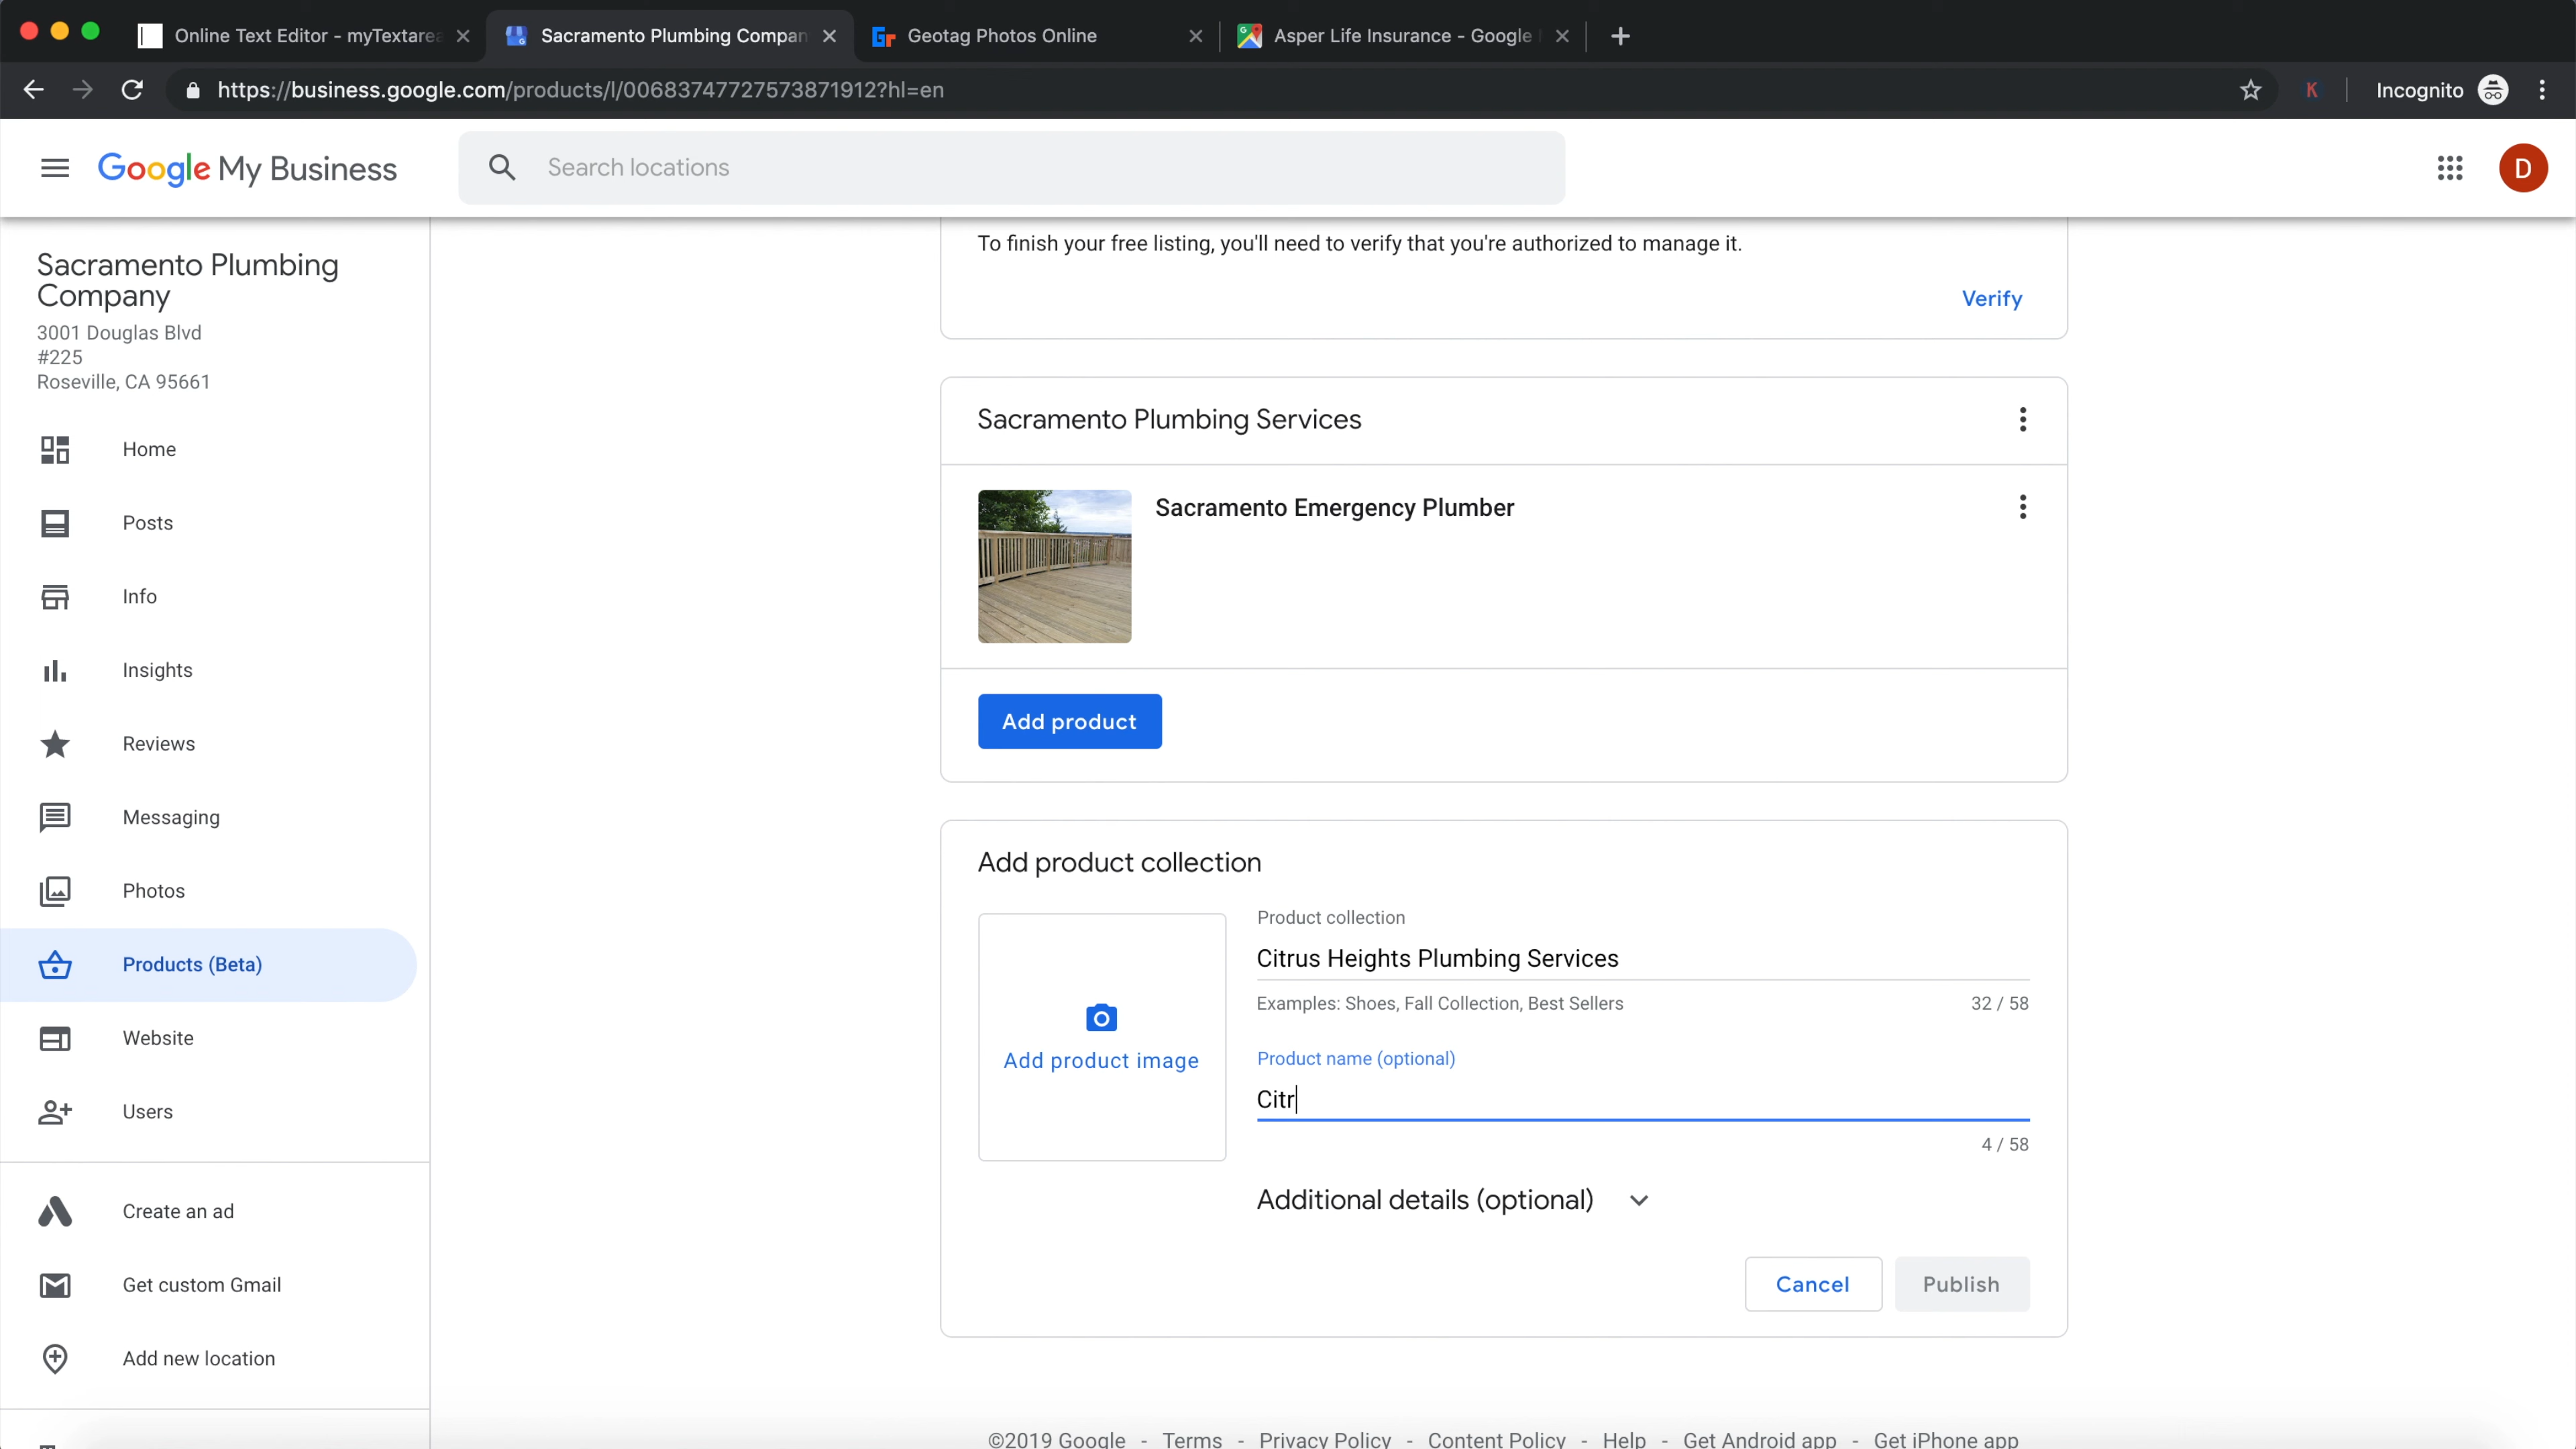 Online Text Editor - myTextarea
Sacramento Plumbing Compan
Geotag Photos Online
Asper Life Insurance - Google
https://business.google.com/products/l/00683747727573871912?hl=en
K
Incognito
Google My Business
Search locations
D
Sacramento Plumbing
Company
3001 Douglas Blvd
#225
Roseville, CA 95661
Home
Posts
Info
Insights
Reviews
Messaging
Photos
Products (Beta)
Website
Users
Create an ad
Get custom Gmail
Add new location
To finish your free listing, you'll need to verify that you're authorized to manage it.
Verify
Sacramento Plumbing Services
Sacramento Emergency Plumber
Add product
Add product collection
Add product image
Product collection
Citrus Heights Plumbing Services
Examples: Shoes, Fall Collection, Best Sellers
32 / 58
Product name (optional)
Citr
4 / 58
Additional details (optional)
Cancel
Publish
©2019 Google - Terms - Privacy Policy - Content Policy - Help - Get Android app - Get iPhone app